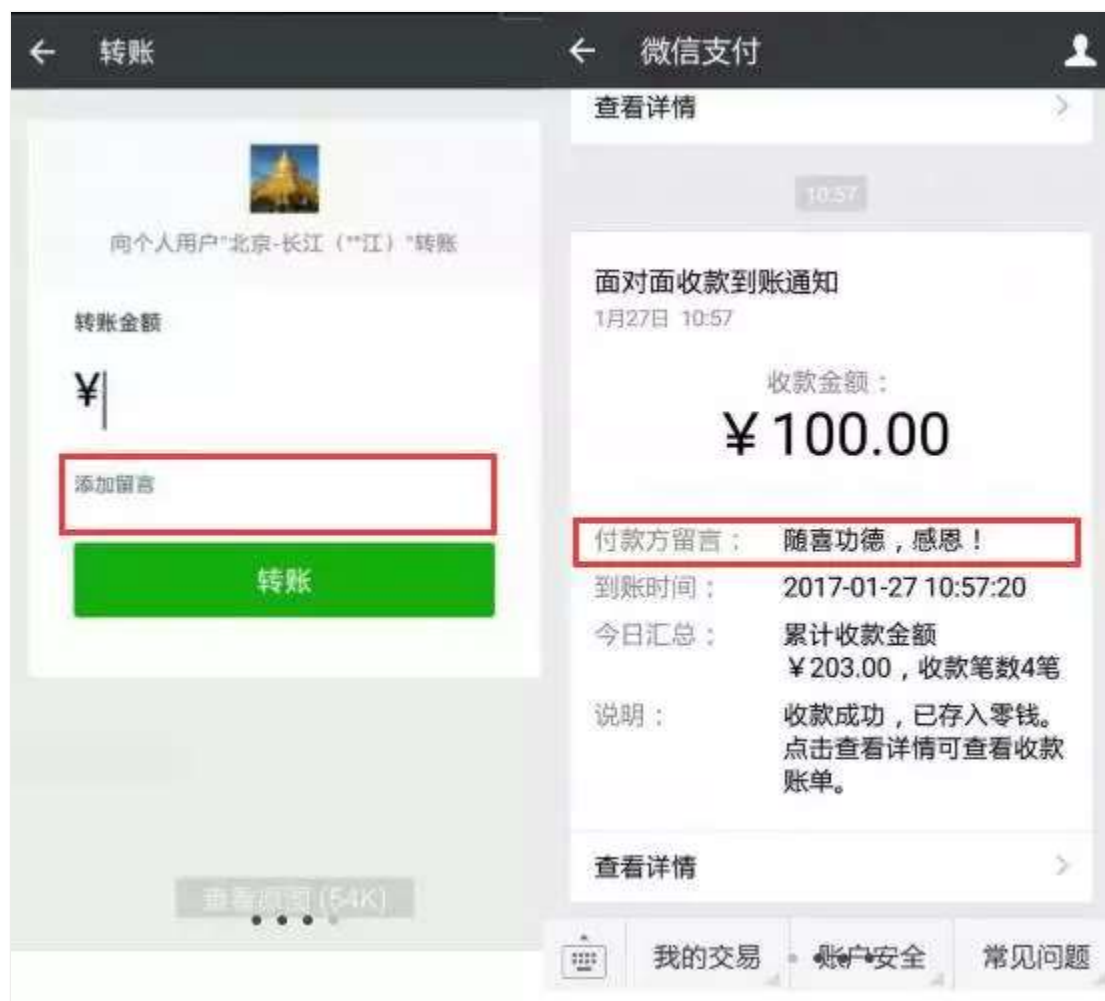 转账
向个人用户"北京-长江（**江）"转账
转账金额
¥
添加留言
转账
查看原图 (54K)
微信支付
查看详情
10:57
面对面收款到账通知
1月27日 10:57
收款金额：
¥100.00
付款方留言： 随喜功德，感恩！
到账时间： 2017-01-27 10:57:20
今日汇总： 累计收款金额
¥203.00，收款笔数4笔
说明： 收款成功，已存入零钱。
点击查看详情可查看收款
账单。
查看详情
我的交易 账户安全 常见问题